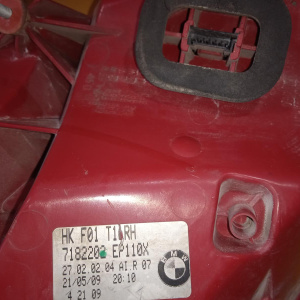 HK F01 T1 RH
7182202 EP110X
27.02.02.04 AI.R 07
21/05/09 20:10
4 21 09
BMW